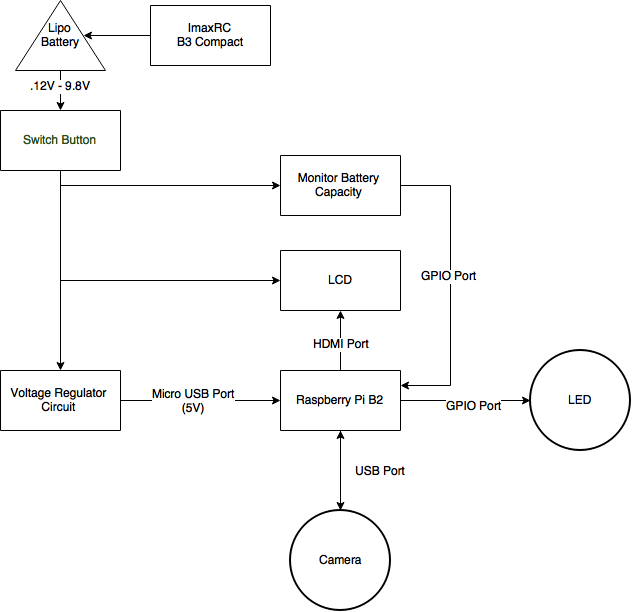 Lipo
Battery
ImaxRC
B3 Compact
.12V - 9.8V
Switch Button
Monitor Battery
Capacity
GPIO Port
LCD
HDMI Port
Voltage Regulator
Circuit
Micro USB Port
(5V)
Raspberry Pi B2
GPIO Port
LED
USB Port
Camera